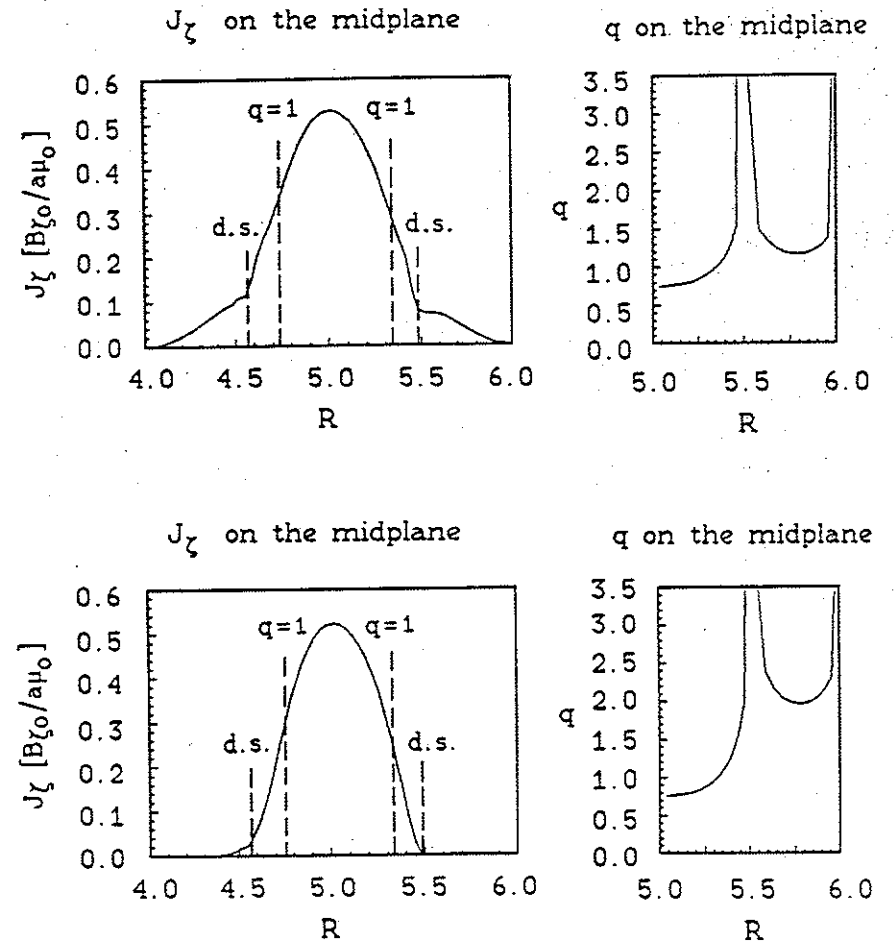 J_ζ on the midplane
q on the midplane
0.6
0.5
0.4
0.3
0.2
0.1
0.0
J_ζ [B_ζ0/aμ_0]
q=1
q=1
d.s.
d.s.
4.0 4.5 5.0 5.5 6.0
R
3.5
3.0
2.5
2.0
1.5
1.0
0.5
0.0
q
5.0 5.5 6.0
R
J_ζ on the midplane
q on the midplane
0.6
0.5
0.4
0.3
0.2
0.1
0.0
J_ζ [B_ζ0/aμ_0]
q=1
q=1
d.s.
d.s.
4.0 4.5 5.0 5.5 6.0
R
3.5
3.0
2.5
2.0
1.5
1.0
0.5
0.0
q
5.0 5.5 6.0
R